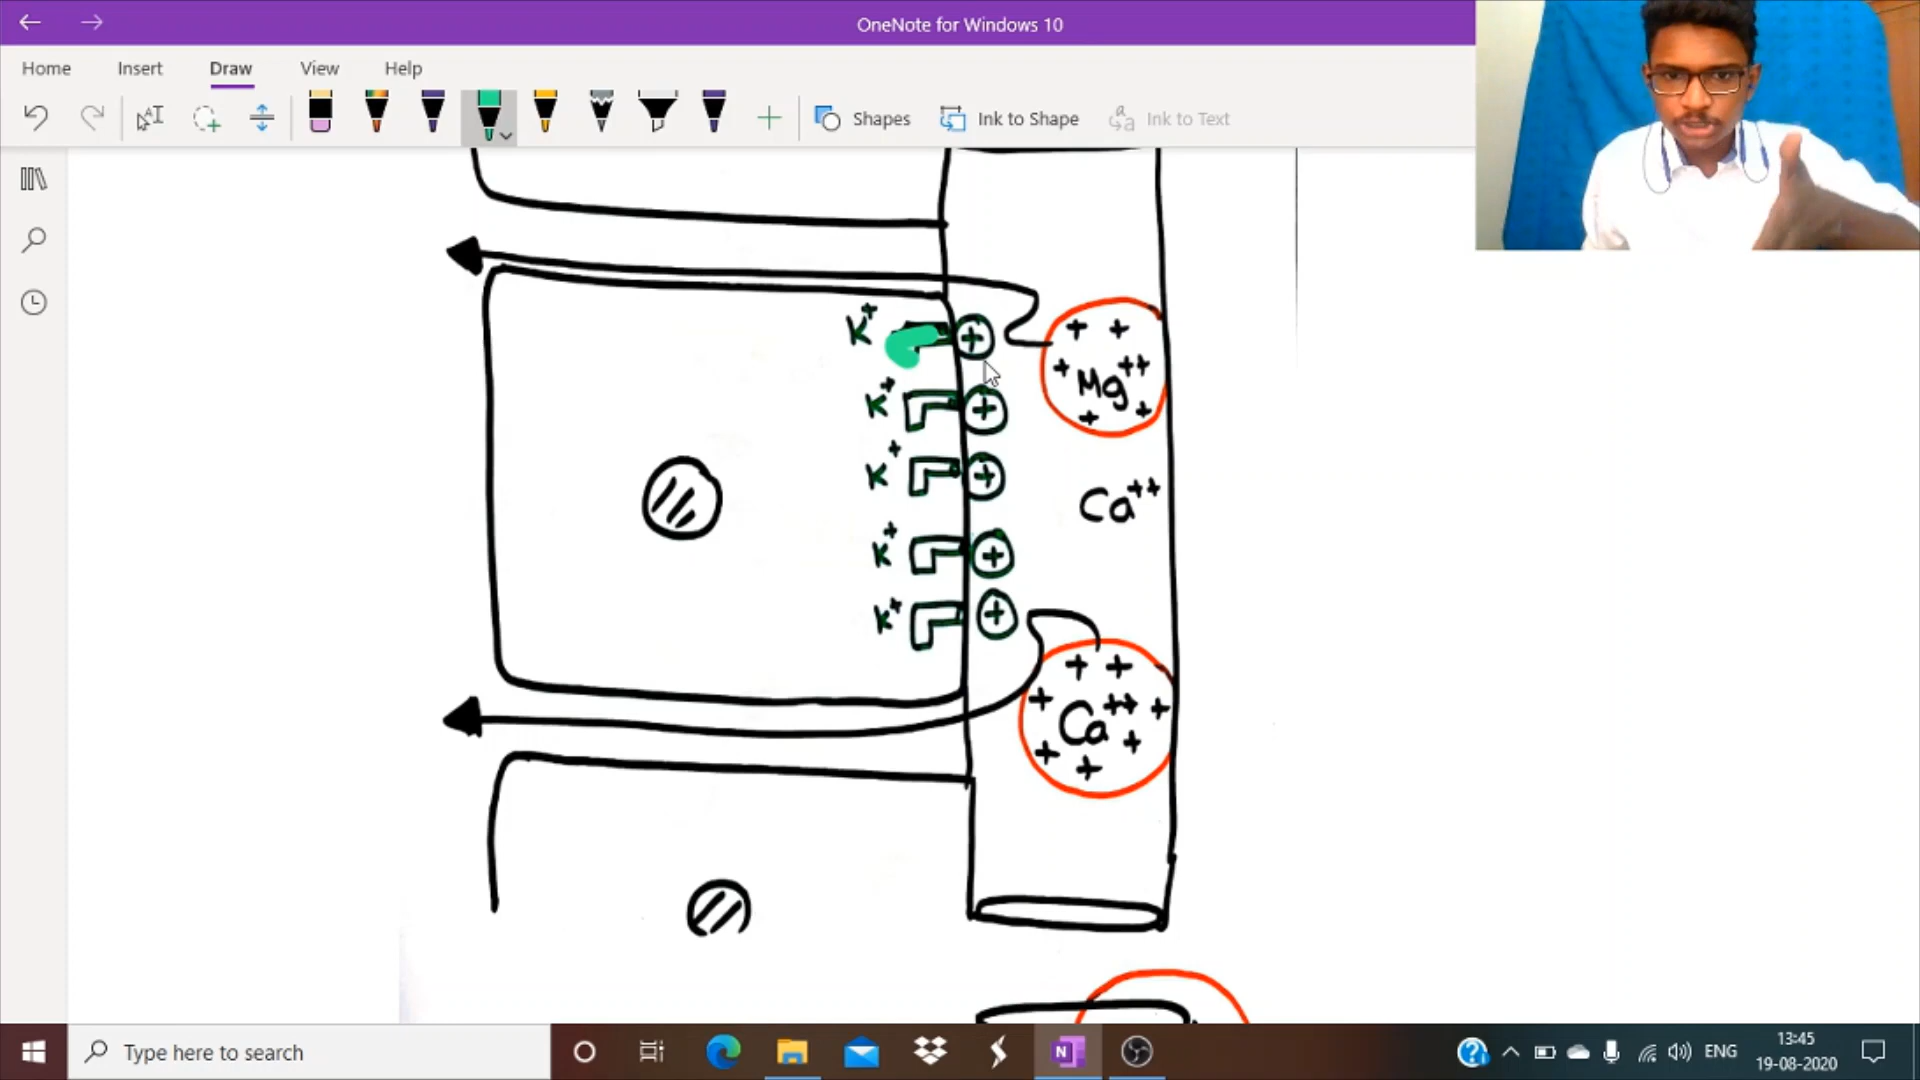 OneNote for Windows 10
Home Insert Draw View Help
Shapes Ink to Shape Ink to Text
K+ +
K+ +
K+ +
K+ +
K+ +
+ +
+ Mg++
+ +
Ca++
+ +
+ Ca++ +
+ +
+
Type here to search
ENG
13:45
19-08-2020